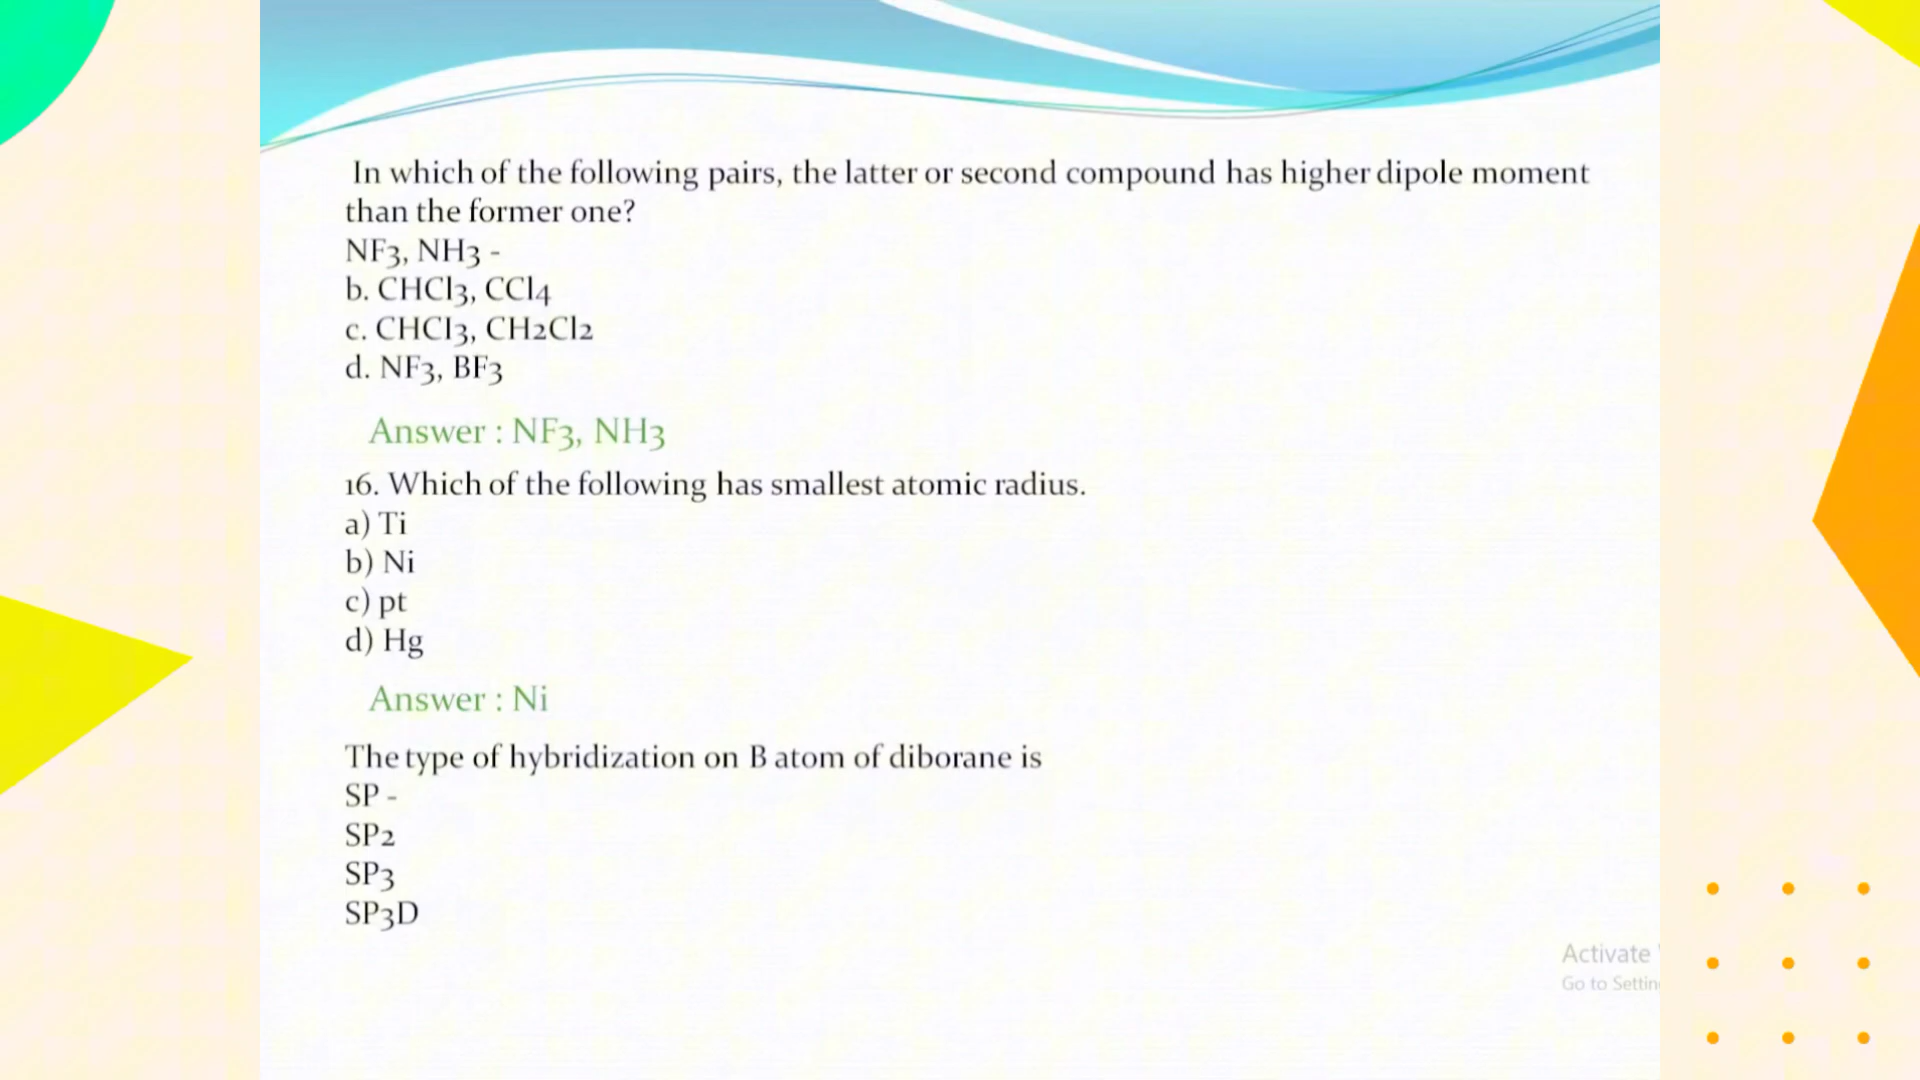 In which of the following pairs, the latter or second compound has higher dipole moment
than the former one?
NF3, NH3 -
b. CHCl3, CCl4
c. CHCl3, CH2Cl2
d. NF3, BF3
Answer : NF3, NH3
16. Which of the following has smallest atomic radius.
a) Ti
b) Ni
c) pt
d) Hg
Answer : Ni
The type of hybridization on B atom of diborane is
SP -
SP2
SP3
SP3D
Activate
Go to Settin